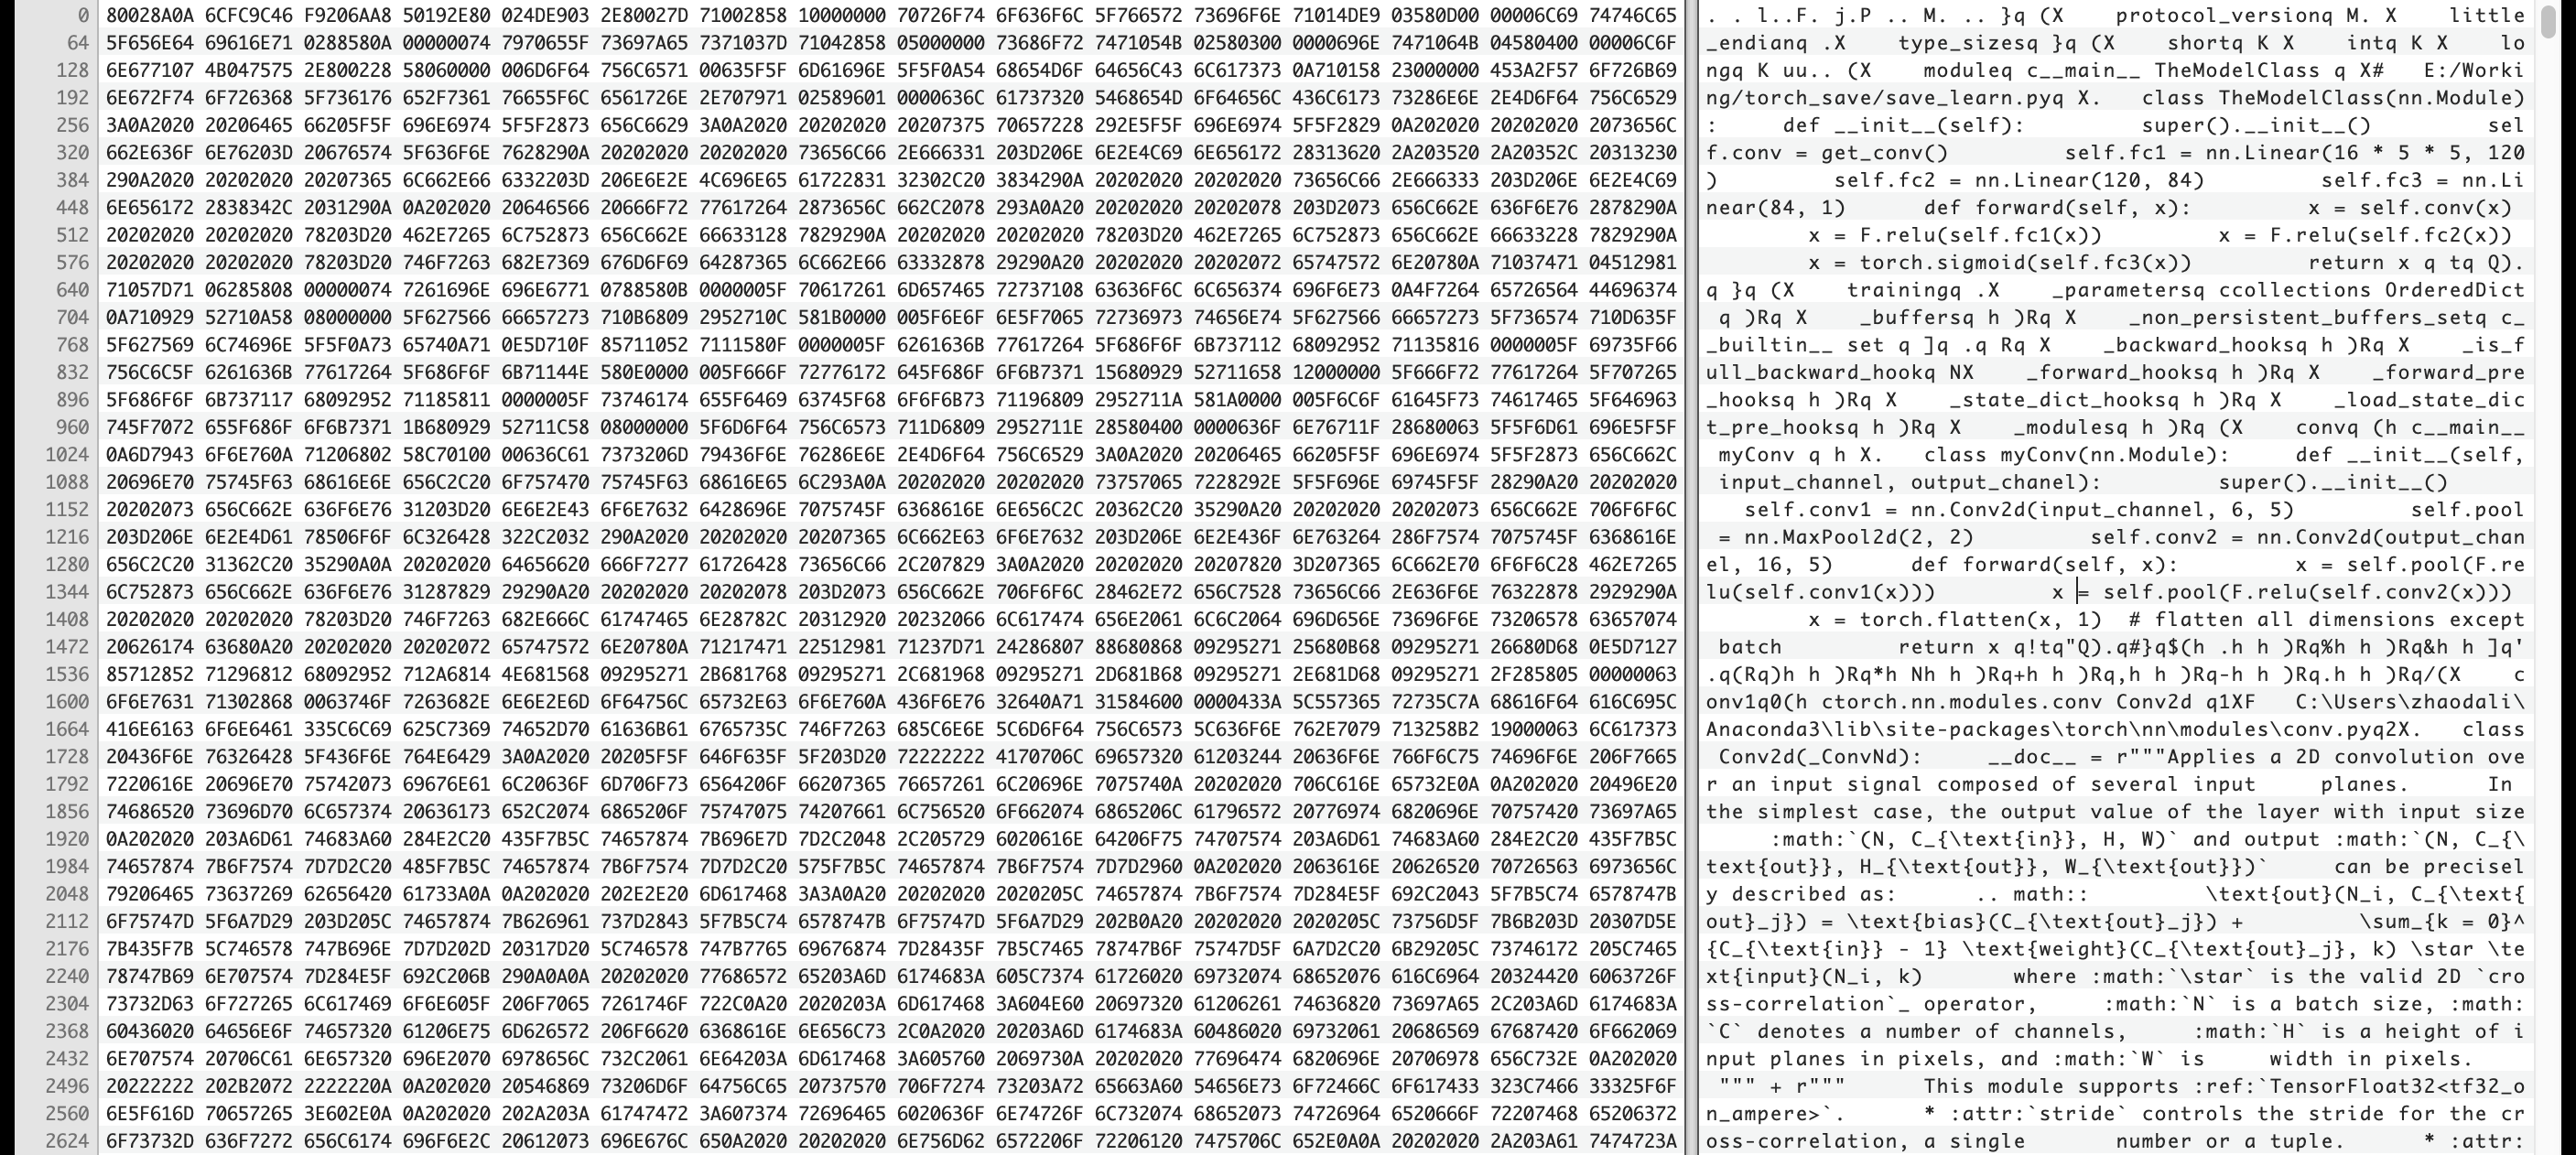 0 80028A0A 6CFC9C46 F9206AA8 50192E80 024DE903 2E80027D 71002858 10000000 70726F74 6F636F6C 5F766572 73696F6E 71014DE9 03580D00 00006C69 74746C65 . . l..F. j.P .. M. .. }q (X protocol_versionq M. X little
64 5F656E64 69616E71 0288580A 00000074 7970655F 73697A65 7371037D 71042858 05000000 73686F72 7471054B 02580300 0000696E 7471064B 04580400 00006C6F _endianq .X type_sizesq }q (X shortq K X intq K X lo
128 6E677107 4B047575 2E800228 58060000 006D6F64 756C6571 00635F5F 6D61696E 5F5F0A54 68654D6F 64656C43 6C617373 0A710158 23000000 453A2F57 6F726B69 ngq K uu.. (X moduleq c__main__ TheModelClass q X# E:/Worki
192 6E672F74 6F726368 5F736176 652F7361 76655F6C 6561726E 2E707971 02589601 0000636C 61737320 5468654D 6F64656C 436C6173 73286E6E 2E4D6F64 756C6529 ng/torch_save/save_learn.pyq X. class TheModelClass(nn.Module)
256 3A0A2020 20206465 66205F5F 696E6974 5F5F2873 656C6629 3A0A2020 20202020 20207375 70657228 292E5F5F 696E6974 5F5F2829 0A202020 20202020 2073656C : def __init__(self): super().__init__() sel
320 662E636F 6E76203D 20676574 5F636F6E 7628290A 20202020 20202020 73656C66 2E666331 203D206E 6E2E4C69 6E656172 28313620 2A203520 2A20352C 20313230 f.conv = get_conv() self.fc1 = nn.Linear(16 * 5 * 5, 120
384 290A2020 20202020 20207365 6C662E66 6332203D 206E6E2E 4C696E65 61722831 32302C20 3834290A 20202020 20202020 73656C66 2E666333 203D206E 6E2E4C69 ) self.fc2 = nn.Linear(120, 84) self.fc3 = nn.Li
448 6E656172 2838342C 2031290A 0A202020 20646566 20666F72 77617264 2873656C 662C2078 293A0A20 20202020 20202078 203D2073 656C662E 636F6E76 2878290A near(84, 1) def forward(self, x): x = self.conv(x)
512 20202020 20202020 78203D20 462E7265 6C752873 656C662E 66633128 7829290A 20202020 20202020 78203D20 462E7265 6C752873 656C662E 66633228 7829290A x = F.relu(self.fc1(x)) x = F.relu(self.fc2(x))
576 20202020 20202020 78203D20 746F7263 682E7369 676D6F69 64287365 6C662E66 63332878 29290A20 20202020 20202072 65747572 6E20780A 71037471 04512981 x = torch.sigmoid(self.fc3(x)) return x q tq Q).
640 71057D71 06285808 00000074 7261696E 696E6771 0788580B 0000005F 70617261 6D657465 72737108 63636F6C 6C656374 696F6E73 0A4F7264 65726564 44696374 q }q (X trainingq .X _parametersq ccollections OrderedDict
704 0A710929 52710A58 08000000 5F627566 66657273 710B6809 2952710C 581B0000 005F6E6F 6E5F7065 72736973 74656E74 5F627566 66657273 5F736574 710D635F q )Rq X _buffersq h )Rq X _non_persistent_buffers_setq c_
768 5F627569 6C74696E 5F5F0A73 65740A71 0E5D710F 85711052 7111580F 0000005F 6261636B 77617264 5F686F6F 6B737112 68092952 71135816 0000005F 69735F66 _builtin__ set q ]q .q Rq X _backward_hooksq h )Rq X _is_f
832 756C6C5F 6261636B 77617264 5F686F6F 6B71144E 580E0000 005F666F 72776172 645F686F 6F6B7371 15680929 52711658 12000000 5F666F72 77617264 5F707265 ull_backward_hookq NX _forward_hooksq h )Rq X _forward_pre
896 5F686F6F 6B737117 68092952 71185811 0000005F 73746174 655F6469 63745F68 6F6F6B73 71196809 2952711A 581A0000 005F6C6F 61645F73 74617465 5F646963 _hooksq h )Rq X _state_dict_hooksq h )Rq X _load_state_dic
960 745F7072 655F686F 6F6B7371 1B680929 52711C58 08000000 5F6D6F64 756C6573 711D6809 2952711E 28580400 0000636F 6E76711F 28680063 5F5F6D61 696E5F5F t_pre_hooksq h )Rq X _modulesq h )Rq (X convq (h c__main__
1024 0A6D7943 6F6E760A 71206802 58C70100 00636C61 7373206D 79436F6E 76286E6E 2E4D6F64 756C6529 3A0A2020 20206465 66205F5F 696E6974 5F5F2873 656C662C myConv q h X. class myConv(nn.Module): def __init__(self,
1088 20696E70 75745F63 68616E6E 656C2C20 6F757470 75745F63 68616E65 6C293A0A 20202020 20202020 73757065 7228292E 5F5F696E 69745F5F 28290A20 20202020 input_channel, output_chanel): super().__init__()
1152 20202073 656C662E 636F6E76 31203D20 6E6E2E43 6F6E7632 6428696E 7075745F 6368616E 6E656C2C 20362C20 35290A20 20202020 20202073 656C662E 706F6F6C self.conv1 = nn.Conv2d(input_channel, 6, 5) self.pool
1216 203D206E 6E2E4D61 78506F6F 6C326428 322C2032 290A2020 20202020 20207365 6C662E63 6F6E7632 203D206E 6E2E436F 6E763264 286F7574 7075745F 6368616E = nn.MaxPool2d(2, 2) self.conv2 = nn.Conv2d(output_chan
1280 656C2C20 31362C20 35290A0A 20202020 64656620 666F7277 61726428 73656C66 2C207829 3A0A2020 20202020 20207820 3D207365 6C662E70 6F6F6C28 462E7265 el, 16, 5) def forward(self, x): x = self.pool(F.re
1344 6C752873 656C662E 636F6E76 31287829 29290A20 20202020 20202078 203D2073 656C662E 706F6F6C 28462E72 656C7528 73656C66 2E636F6E 76322878 2929290A lu(self.conv1(x))) x = self.pool(F.relu(self.conv2(x)))
1408 20202020 20202020 78203D20 746F7263 682E666C 61747465 6E28782C 20312920 20232066 6C617474 656E2061 6C6C2064 696D656E 73696F6E 73206578 63657074 x = torch.flatten(x, 1) # flatten all dimensions except
1472 20626174 63680A20 20202020 20202072 65747572 6E20780A 71217471 22512981 71237D71 24286807 88680868 09295271 25680B68 09295271 26680D68 0E5D7127 batch return x q!tq"Q).q#}q$(h .h h )Rq%h h )Rq&h h ]q'
1536 85712852 71296812 68092952 712A6814 4E681568 09295271 2B681768 09295271 2C681968 09295271 2D681B68 09295271 2E681D68 09295271 2F285805 00000063 .q(Rq)h h )Rq*h Nh h )Rq+h h )Rq,h h )Rq-h h )Rq.h h )Rq/(X c
1600 6F6E7631 71302868 0063746F 7263682E 6E6E2E6D 6F64756C 65732E63 6F6E760A 436F6E76 32640A71 31584600 0000433A 5C557365 72735C7A 68616F64 616C695C onv1q0(h ctorch.nn.modules.conv Conv2d q1XF C:\Users\zhaodali\
1664 416E6163 6F6E6461 335C6C69 625C7369 74652D70 61636B61 6765735C 746F7263 685C6E6E 5C6D6F64 756C6573 5C636F6E 762E7079 713258B2 19000063 6C617373 Anaconda3\lib\site-packages\torch\nn\modules\conv.pyq2X. class
1728 20436F6E 76326428 5F436F6E 764E6429 3A0A2020 20205F5F 646F635F 5F203D20 72222222 4170706C 69657320 61203244 20636F6E 766F6C75 74696F6E 206F7665 Conv2d(_ConvNd): __doc__ = r"""Applies a 2D convolution ove
1792 7220616E 20696E70 75742073 69676E61 6C20636F 6D706F73 6564206F 66207365 76657261 6C20696E 7075740A 20202020 706C616E 65732E0A 0A202020 20496E20 r an input signal composed of several input planes. In
1856 74686520 73696D70 6C657374 20636173 652C2074 6865206F 75747075 74207661 6C756520 6F662074 6865206C 61796572 20776974 6820696E 70757420 73697A65 the simplest case, the output value of the layer with input size
1920 0A202020 203A6D61 74683A60 284E2C20 435F7B5C 74657874 7B696E7D 7D2C2048 2C205729 6020616E 64206F75 74707574 203A6D61 74683A60 284E2C20 435F7B5C :math:`(N, C_{\text{in}}, H, W)` and output :math:`(N, C_{\
1984 74657874 7B6F7574 7D7D2C20 485F7B5C 74657874 7B6F7574 7D7D2C20 575F7B5C 74657874 7B6F7574 7D7D2960 0A202020 2063616E 20626520 70726563 6973656C text{out}}, H_{\text{out}}, W_{\text{out}})` can be precisel
2048 79206465 73637269 62656420 61733A0A 0A202020 202E2E20 6D617468 3A3A0A20 20202020 2020205C 74657874 7B6F7574 7D284E5F 692C2043 5F7B5C74 6578747B y described as: .. math:: \text{out}(N_i, C_{\text{
2112 6F75747D 5F6A7D29 203D205C 74657874 7B626961 737D2843 5F7B5C74 6578747B 6F75747D 5F6A7D29 202B0A20 20202020 2020205C 73756D5F 7B6B203D 20307D5E out}_j}) = \text{bias}(C_{\text{out}_j}) + \sum_{k = 0}^
2176 7B435F7B 5C746578 747B696E 7D7D202D 20317D20 5C746578 747B7765 69676874 7D28435F 7B5C7465 78747B6F 75747D5F 6A7D2C20 6B29205C 73746172 205C7465 {C_{\text{in}} - 1} \text{weight}(C_{\text{out}_j}, k) \star \te
2240 78747B69 6E707574 7D284E5F 692C206B 290A0A0A 20202020 77686572 65203A6D 6174683A 605C7374 61726020 69732074 68652076 616C6964 20324420 6063726F xt{input}(N_i, k) where :math:`\star` is the valid 2D `cro
2304 73732D63 6F727265 6C617469 6F6E605F 206F7065 7261746F 722C0A20 2020203A 6D617468 3A604E60 20697320 61206261 74636820 73697A65 2C203A6D 6174683A ss-correlation`_ operator, :math:`N` is a batch size, :math:
2368 60436020 64656E6F 74657320 61206E75 6D626572 206F6620 6368616E 6E656C73 2C0A2020 20203A6D 6174683A 60486020 69732061 20686569 67687420 6F662069 `C` denotes a number of channels, :math:`H` is a height of i
2432 6E707574 20706C61 6E657320 696E2070 6978656C 732C2061 6E64203A 6D617468 3A605760 2069730A 20202020 77696474 6820696E 20706978 656C732E 0A202020 nput planes in pixels, and :math:`W` is width in pixels.
2496 20222222 202B2072 2222220A 0A202020 20546869 73206D6F 64756C65 20737570 706F7274 73203A72 65663A60 54656E73 6F72466C 6F617433 323C7466 33325F6F """ + r""" This module supports :ref:`TensorFloat32<tf32_o
2560 6E5F616D 70657265 3E602E0A 0A202020 202A203A 61747472 3A607374 72696465 6020636F 6E74726F 6C732074 68652073 74726964 6520666F 72207468 65206372 n_ampere>`. * :attr:`stride` controls the stride for the cr
2624 6F73732D 636F7272 656C6174 696F6E2C 20612073 696E676C 650A2020 20202020 6E756D62 6572206F 72206120 7475706C 652E0A0A 20202020 2A203A61 7474723A oss-correlation, a single number or a tuple. * :attr: